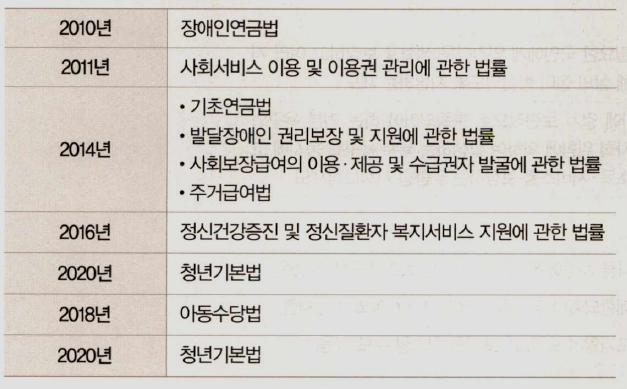 2010년 장애인연금법
2011년 사회서비스 이용 및 이용권 관리에 관한 법률
2014년
• 기초연금법
• 발달장애인 권리보장 및 지원에 관한 법률
• 사회보장급여의 이용·제공 및 수급권자 발굴에 관한 법률
• 주거급여법
2016년 정신건강증진 및 정신질환자 복지서비스 지원에 관한 법률
2020년 청년기본법
2018년 아동수당법
2020년 청년기본법